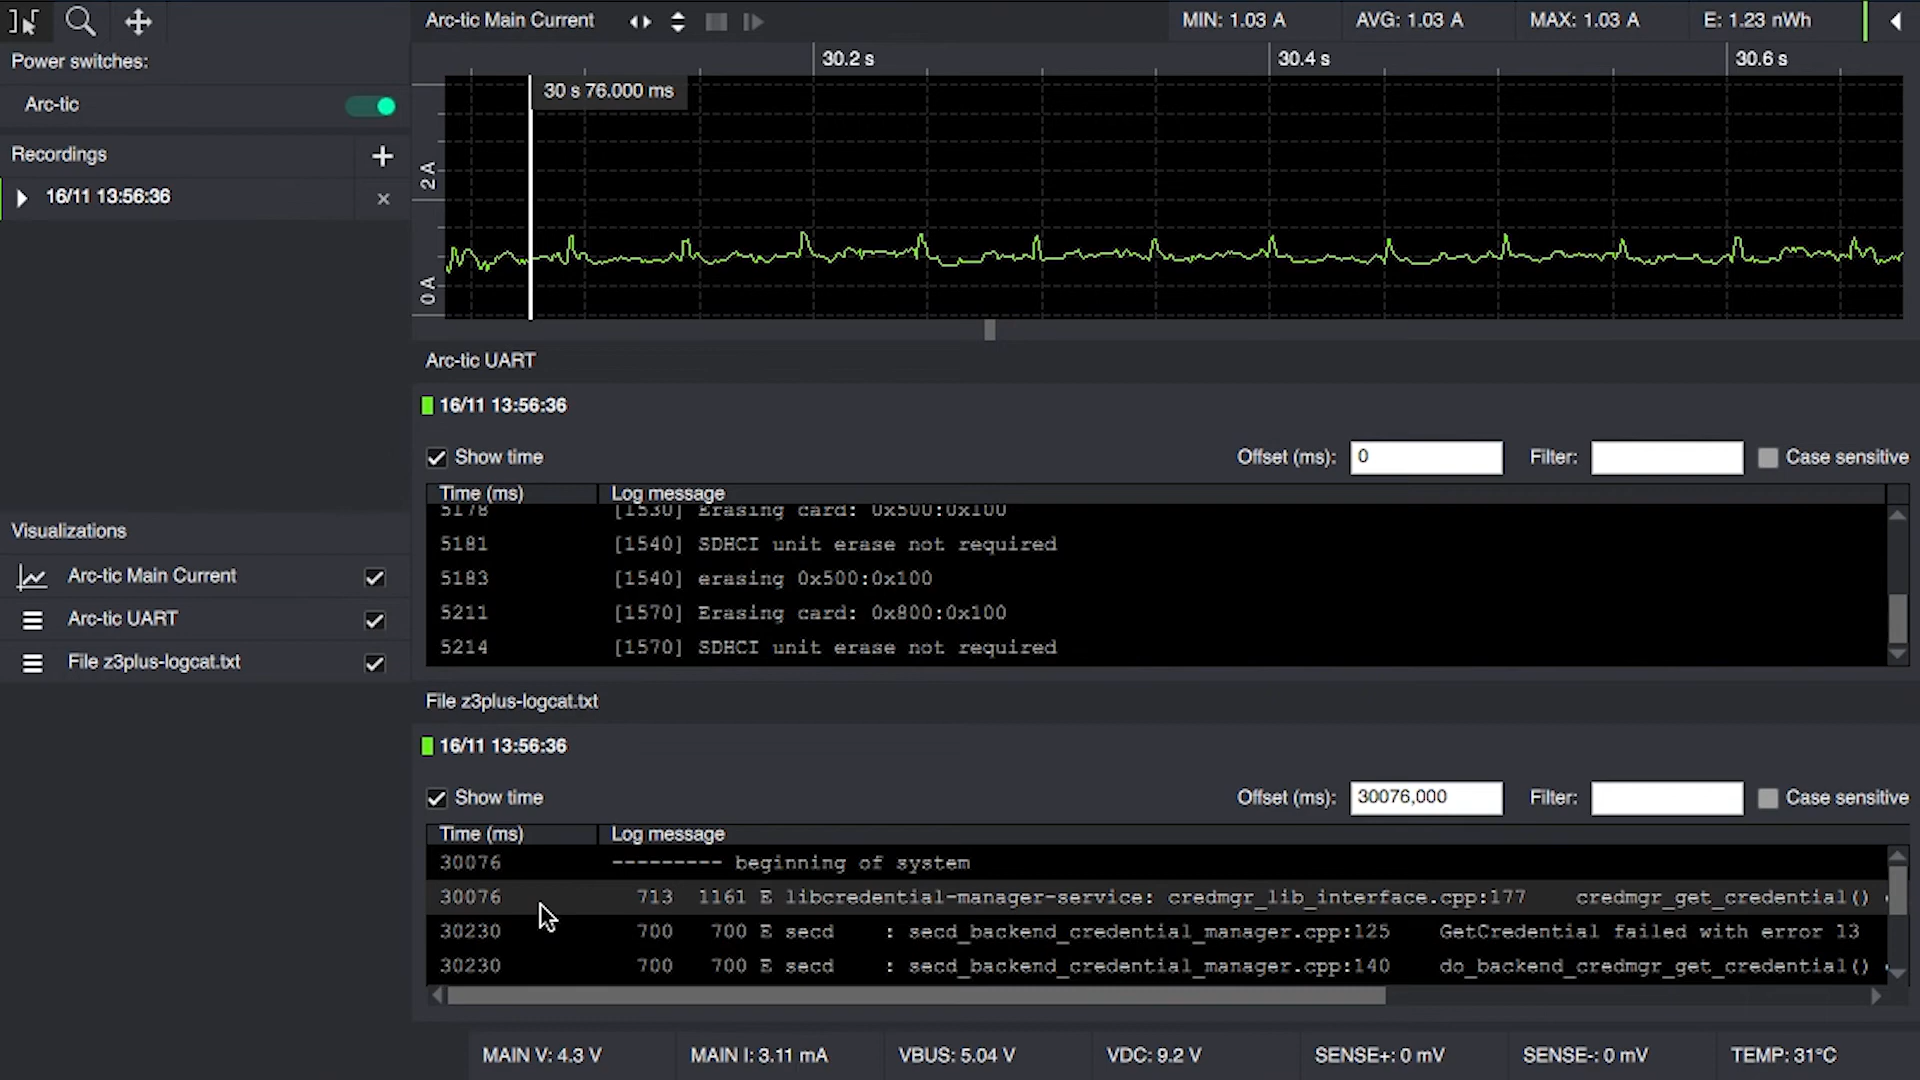 Arc-tic Main Current
MIN: 1.03 A
AVG: 1.03 A
MAX: 1.03 A
E: 1.23 nWh
Power switches:
Arc-tic
Recordings
16/11 13:56:36
30.2 s
30.4 s
30.6 s
30 s 76.000 ms
2 A
0 A
Arc-tic UART
16/11 13:56:36
Show time
Offset (ms): 0
Filter:
Case sensitive
Time (ms) Log message
5178 [1530] Erasing card: 0x500:0x100
5181 [1540] SDHCI unit erase not required
5183 [1540] erasing 0x500:0x100
5211 [1570] Erasing card: 0x800:0x100
5214 [1570] SDHCI unit erase not required
Visualizations
Arc-tic Main Current
Arc-tic UART
File z3plus-logcat.txt
File z3plus-logcat.txt
16/11 13:56:36
Show time
Offset (ms): 30076,000
Filter:
Case sensitive
Time (ms) Log message
30076 --------- beginning of system
30076 713 1161 E libcredential-manager-service: credmgr_lib_interface.cpp:177 credmgr_get_credential()
30230 700 700 E secd : secd_backend_credential_manager.cpp:125 GetCredential failed with error 13
30230 700 700 E secd : secd_backend_credential_manager.cpp:140 do_backend_credmgr_get_credential()
MAIN V: 4.3 V
MAIN I: 3.11 mA
VBUS: 5.04 V
VDC: 9.2 V
SENSE+: 0 mV
SENSE-: 0 mV
TEMP: 31°C